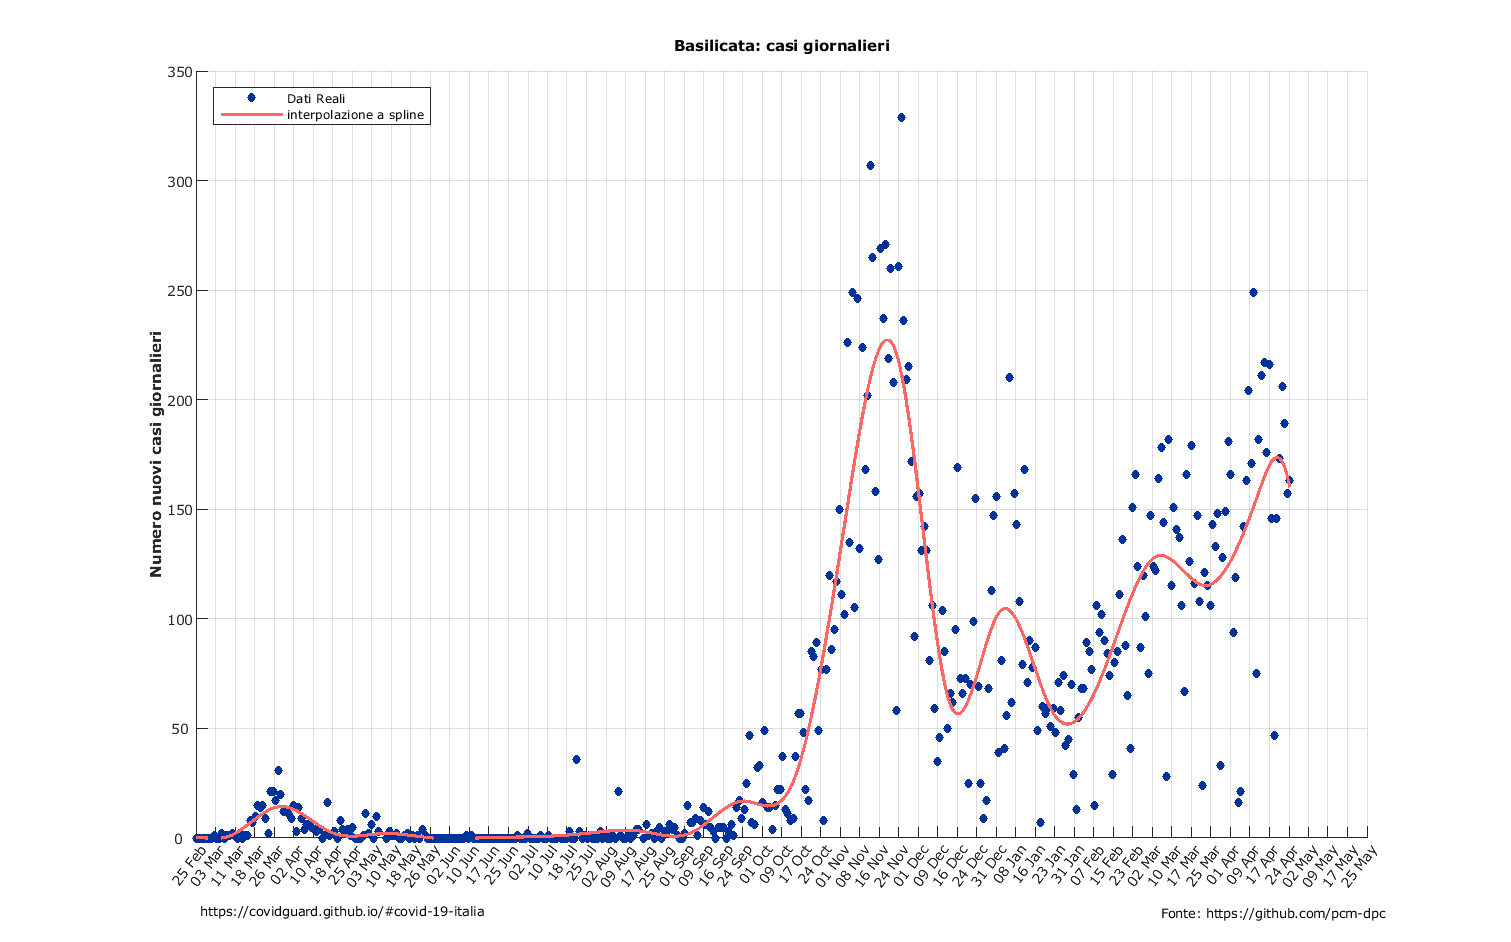 Basilicata: casi giornalieri
Dati Reali
interpolazione a spline
Numero nuovi casi giornalieri
350
300
250
200
150
100
50
0
25 Feb
03 Mar
11 Mar
18 Mar
26 Mar
02 Apr
10 Apr
18 Apr
25 Apr
03 May
10 May
18 May
26 May
02 Jun
10 Jun
17 Jun
25 Jun
02 Jul
10 Jul
18 Jul
25 Jul
02 Aug
09 Aug
17 Aug
25 Aug
01 Sep
09 Sep
16 Sep
24 Sep
01 Oct
09 Oct
17 Oct
24 Oct
01 Nov
08 Nov
16 Nov
24 Nov
01 Dec
09 Dec
16 Dec
24 Dec
31 Dec
08 Jan
16 Jan
23 Jan
31 Jan
07 Feb
15 Feb
23 Feb
02 Mar
10 Mar
17 Mar
25 Mar
01 Apr
09 Apr
17 Apr
24 Apr
02 May
09 May
17 May
25 May
https://covidguard.github.io/#covid-19-italia
Fonte: https://github.com/pcm-dpc